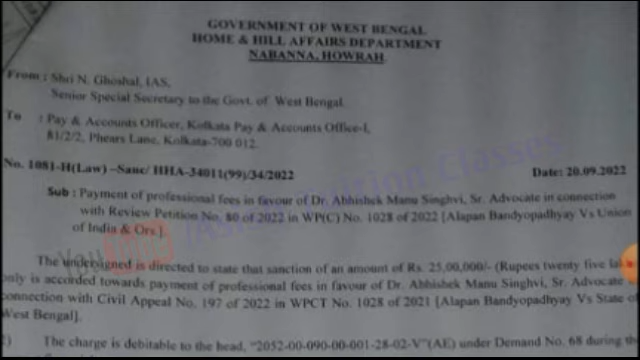 GOVERNMENT OF WEST BENGAL
HOME & HILL AFFAIRS DEPARTMENT
NABANNA, HOWRAH
From : Shri N. Ghoshal, IAS,
Senior Special Secretary to the Govt. of West Bengal.
To : Pay & Accounts Officer, Kolkata Pay & Accounts Office-I,
81/2/2, Phears Lane, Kolkata-700 012.
No. 1081-H(Law) –Sanc/ HHA-34011(99)/34/2022 Date: 20.09.2022
Sub : Payment of professional fees in favour of Dr. Abhishek Manu Singhvi, Sr. Advocate in connection
with Review Petition No. 80 of 2022 in WP(C) No. 1028 of 2022 [Alapan Bandyopadhyay Vs Union
of India & Ors].
The undersigned is directed to state that sanction of an amount of Rs. 25,00,000/- (Rupees twenty five
only is accorded towards payment of professional fees in favour of Dr. Abhishek Manu Singhvi, Sr. Advocate
connection with Civil Appeal No. 197 of 2022 in WPCT No. 1028 of 2021 [Alapan Bandyopadhyay Vs State of
West Bengal].
2) The charge is debitable to the head, "2052-00-090-00-001-28-02-V"(AE) under Demand No. 68 during the